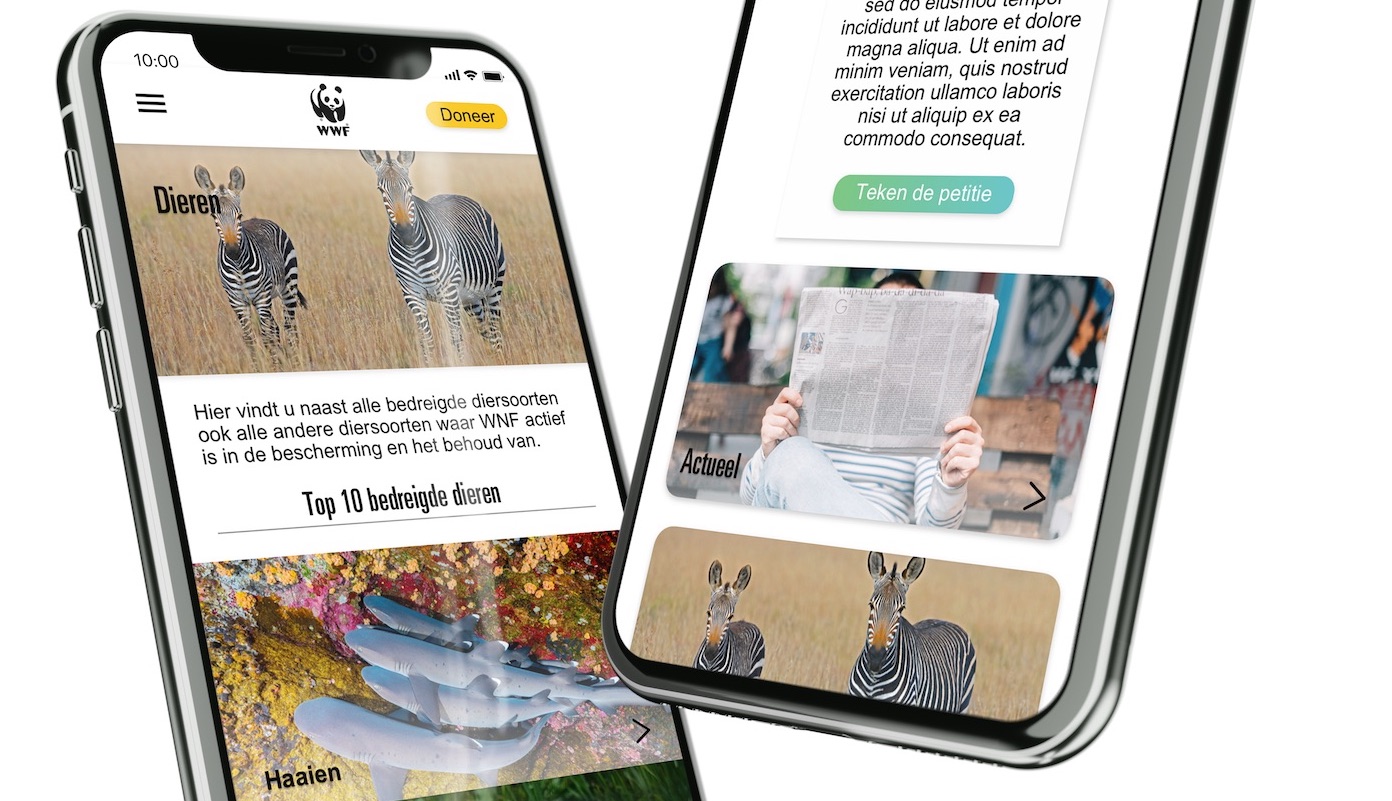 10:00
WWF
Doneer
Dieren
Hier vindt u naast alle bedreigde diersoorten
ook alle andere diersoorten waar WNF actief
is in de bescherming en het behoud van.
Top 10 bedreigde dieren
Haaien
sed do eiusmod tempor
incididunt ut labore et dolore
magna aliqua. Ut enim ad
minim veniam, quis nostrud
exercitation ullamco laboris
nisi ut aliquip ex ea
commodo consequat.
Teken de petitie
Actueel